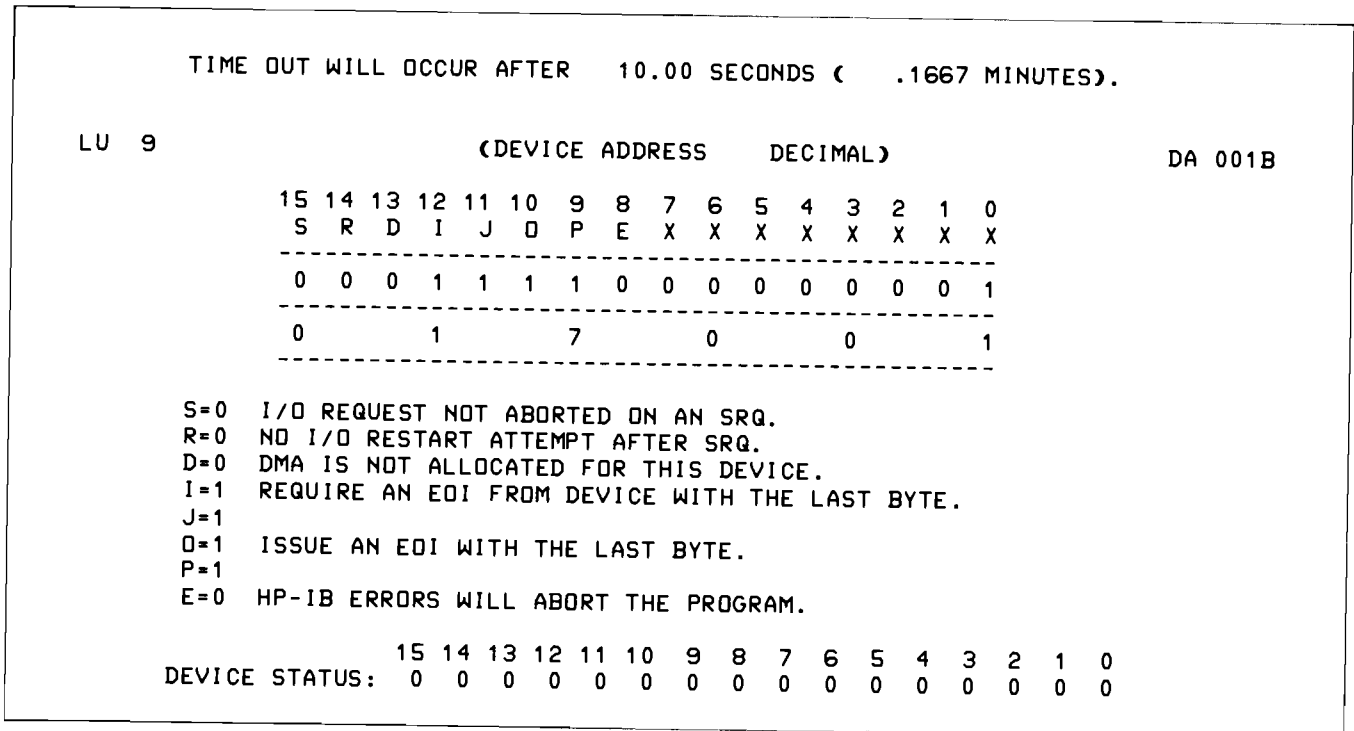 TIME OUT WILL OCCUR AFTER 10.00 SECONDS ( .1667 MINUTES).
LU 9 (DEVICE ADDRESS DECIMAL) DA 001B
15 14 13 12 11 10 9 8 7 6 5 4 3 2 1 0
S R D I J O P E X X X X X X X X
0 0 0 1 1 1 1 0 0 0 0 0 0 0 0 1
0 1 7 0 0 1
S=0 I/O REQUEST NOT ABORTED ON AN SRQ.
R=0 NO I/O RESTART ATTEMPT AFTER SRQ.
D=0 DMA IS NOT ALLOCATED FOR THIS DEVICE.
I=1 REQUIRE AN EOI FROM DEVICE WITH THE LAST BYTE.
J=1
O=1 ISSUE AN EOI WITH THE LAST BYTE.
P=1
E=0 HP-IB ERRORS WILL ABORT THE PROGRAM.
15 14 13 12 11 10 9 8 7 6 5 4 3 2 1 0
DEVICE STATUS: 0 0 0 0 0 0 0 0 0 0 0 0 0 0 0 0